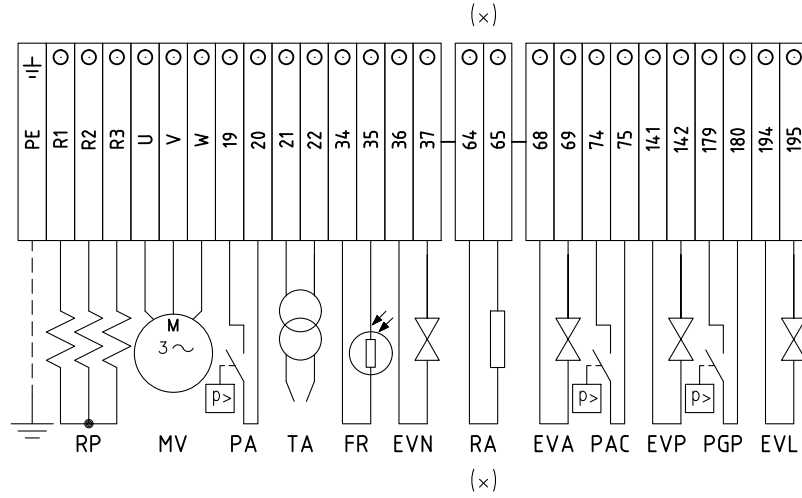 (x)
PE R1 R2 R3 U V W 19 20 21 22 34 35 36 37 64 65 68 69 74 75 141 142 179 180 194 195
M
3~
p> p> p>
RP MV PA TA FR EVN RA EVA PAC EVP PGP EVL
(x)